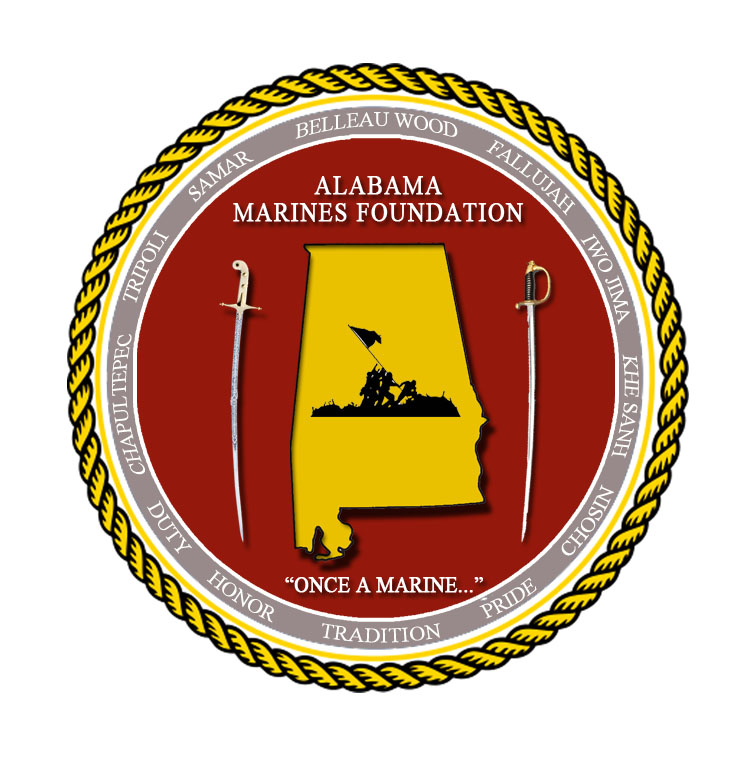 ALABAMA
MARINES FOUNDATION
"ONCE A MARINE..."
CHAPULTEPEC
TRIPOLI
SAMAR
BELLEAU WOOD
FALLUJAH
IWO JIMA
KHE SANH
CHOSIN
DUTY
HONOR
TRADITION
PRIDE